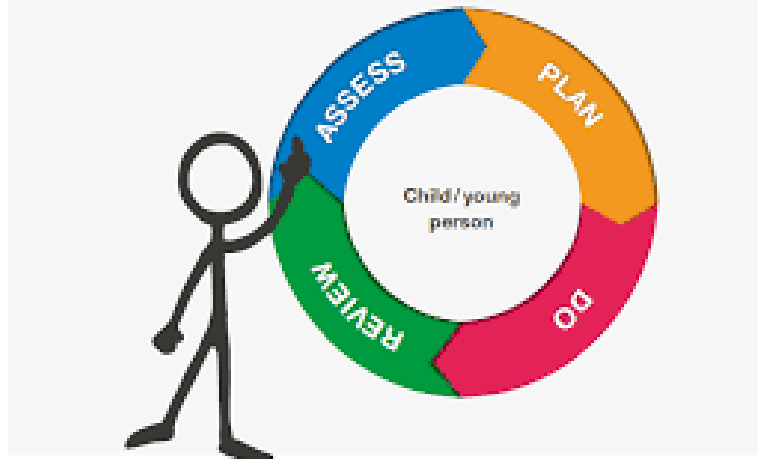 ASSESS
PLAN
DO
REVIEW
Child/young
person